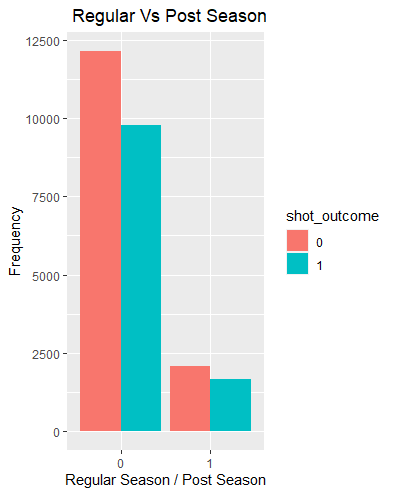 Regular Vs Post Season
12500
10000
7500
5000
2500
0
Frequency
0 1
Regular Season / Post Season
shot_outcome
0
1